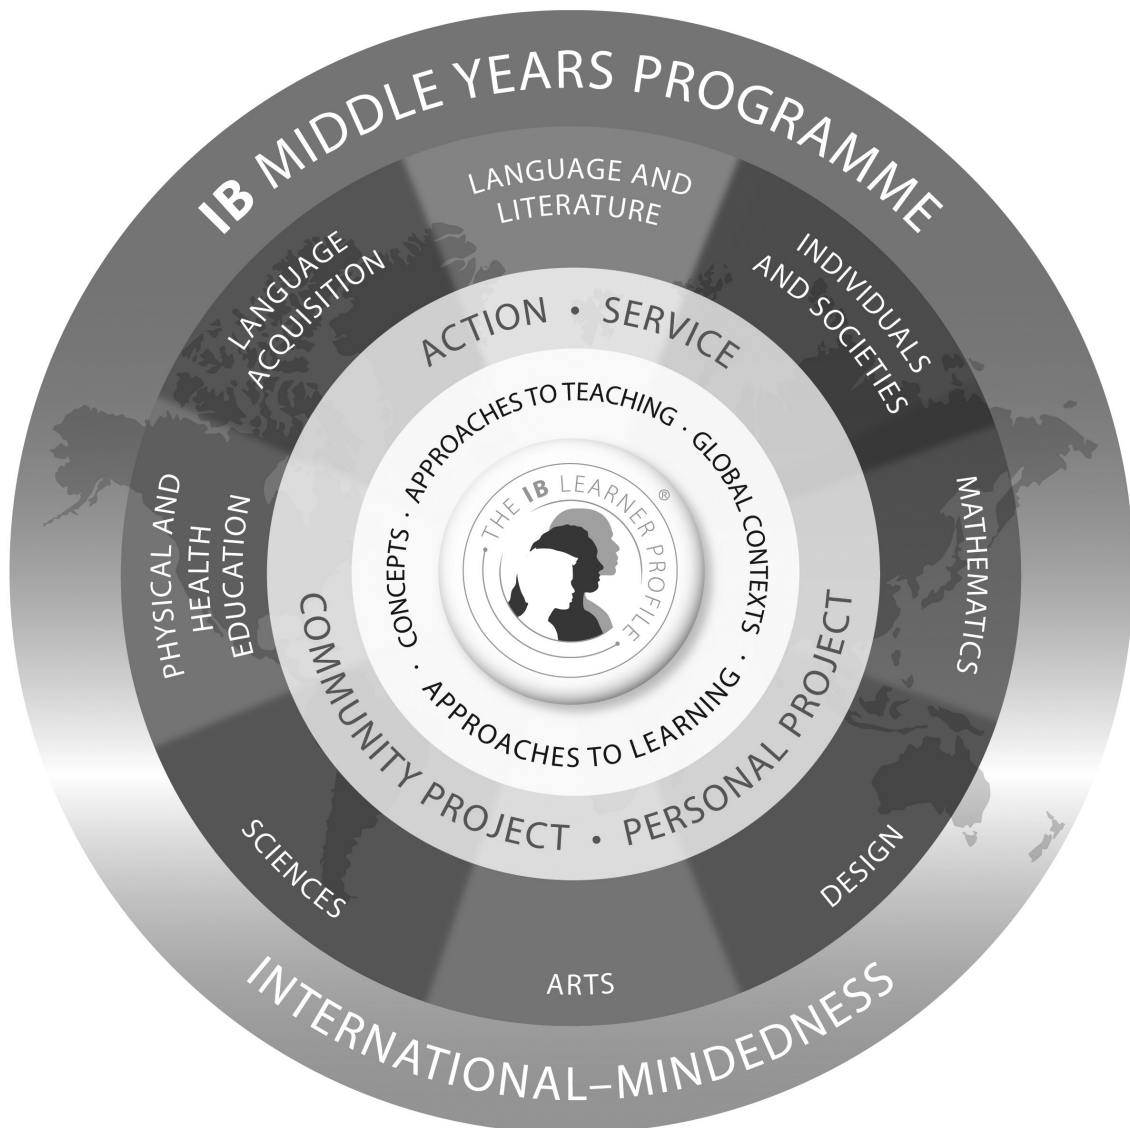 IB MIDDLE YEARS PROGRAMME
LANGUAGE AND
LITERATURE
INDIVIDUALS
AND SOCIETIES
MATHEMATICS
DESIGN
ARTS
SCIENCES
PHYSICAL AND
HEALTH
EDUCATION
LANGUAGE
ACQUISITION
ACTION • SERVICE
COMMUNITY PROJECT • PERSONAL PROJECT
APPROACHES TO TEACHING · GLOBAL CONTEXTS ·
APPROACHES TO LEARNING
· CONCEPTS ·
• THE IB LEARNER PROFILE • ®
INTERNATIONAL–MINDEDNESS